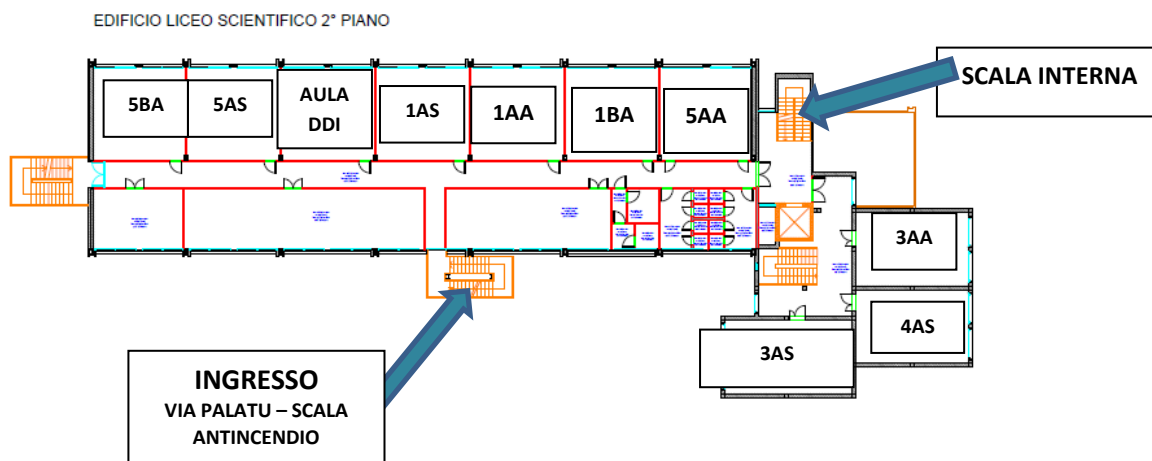 EDIFICIO LICEO SCIENTIFICO 2° PIANO
SCALA INTERNA
5BA
5AS
AULA
DDI
1AS
1AA
1BA
5AA
3AA
4AS
3AS
INGRESSO
VIA PALATU – SCALA
ANTINCENDIO